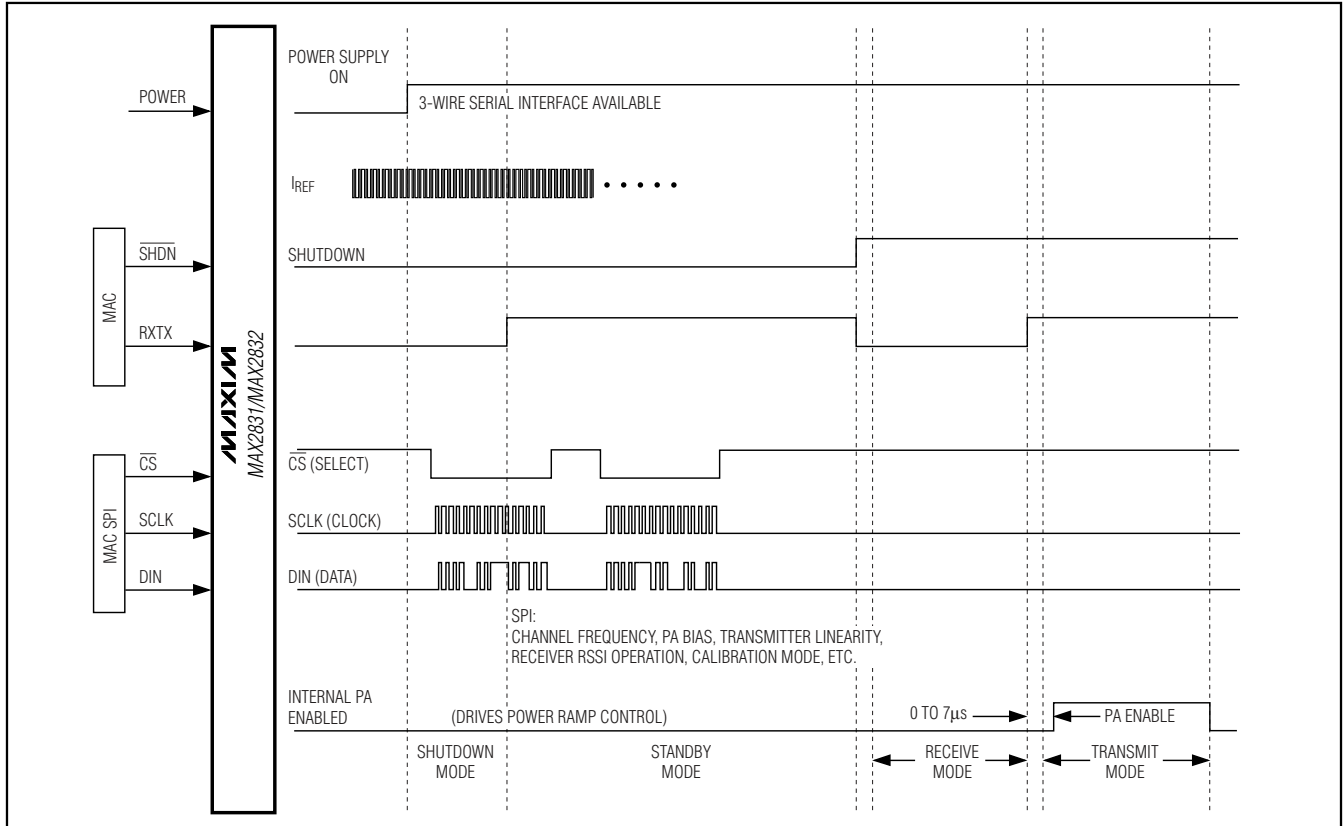 POWER SUPPLY
ON
POWER
3-WIRE SERIAL INTERFACE AVAILABLE
IREF
MAC
SHDN
SHUTDOWN
RXTX
MAXIM
MAX2831/MAX2832
MAC SPI
CS
CS (SELECT)
SCLK
SCLK (CLOCK)
DIN
DIN (DATA)
SPI:
CHANNEL FREQUENCY, PA BIAS, TRANSMITTER LINEARITY,
RECEIVER RSSI OPERATION, CALIBRATION MODE, ETC.
INTERNAL PA
ENABLED
(DRIVES POWER RAMP CONTROL)
0 TO 7μs
PA ENABLE
SHUTDOWN
MODE
STANDBY
MODE
RECEIVE
MODE
TRANSMIT
MODE